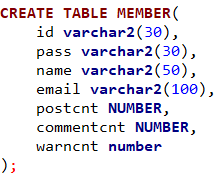 CREATE TABLE MEMBER(
    id varchar2(30),
    pass varchar2(30),
    name varchar2(50),
    email varchar2(100),
    postcnt NUMBER,
    commentcnt NUMBER,
    warncnt number
);